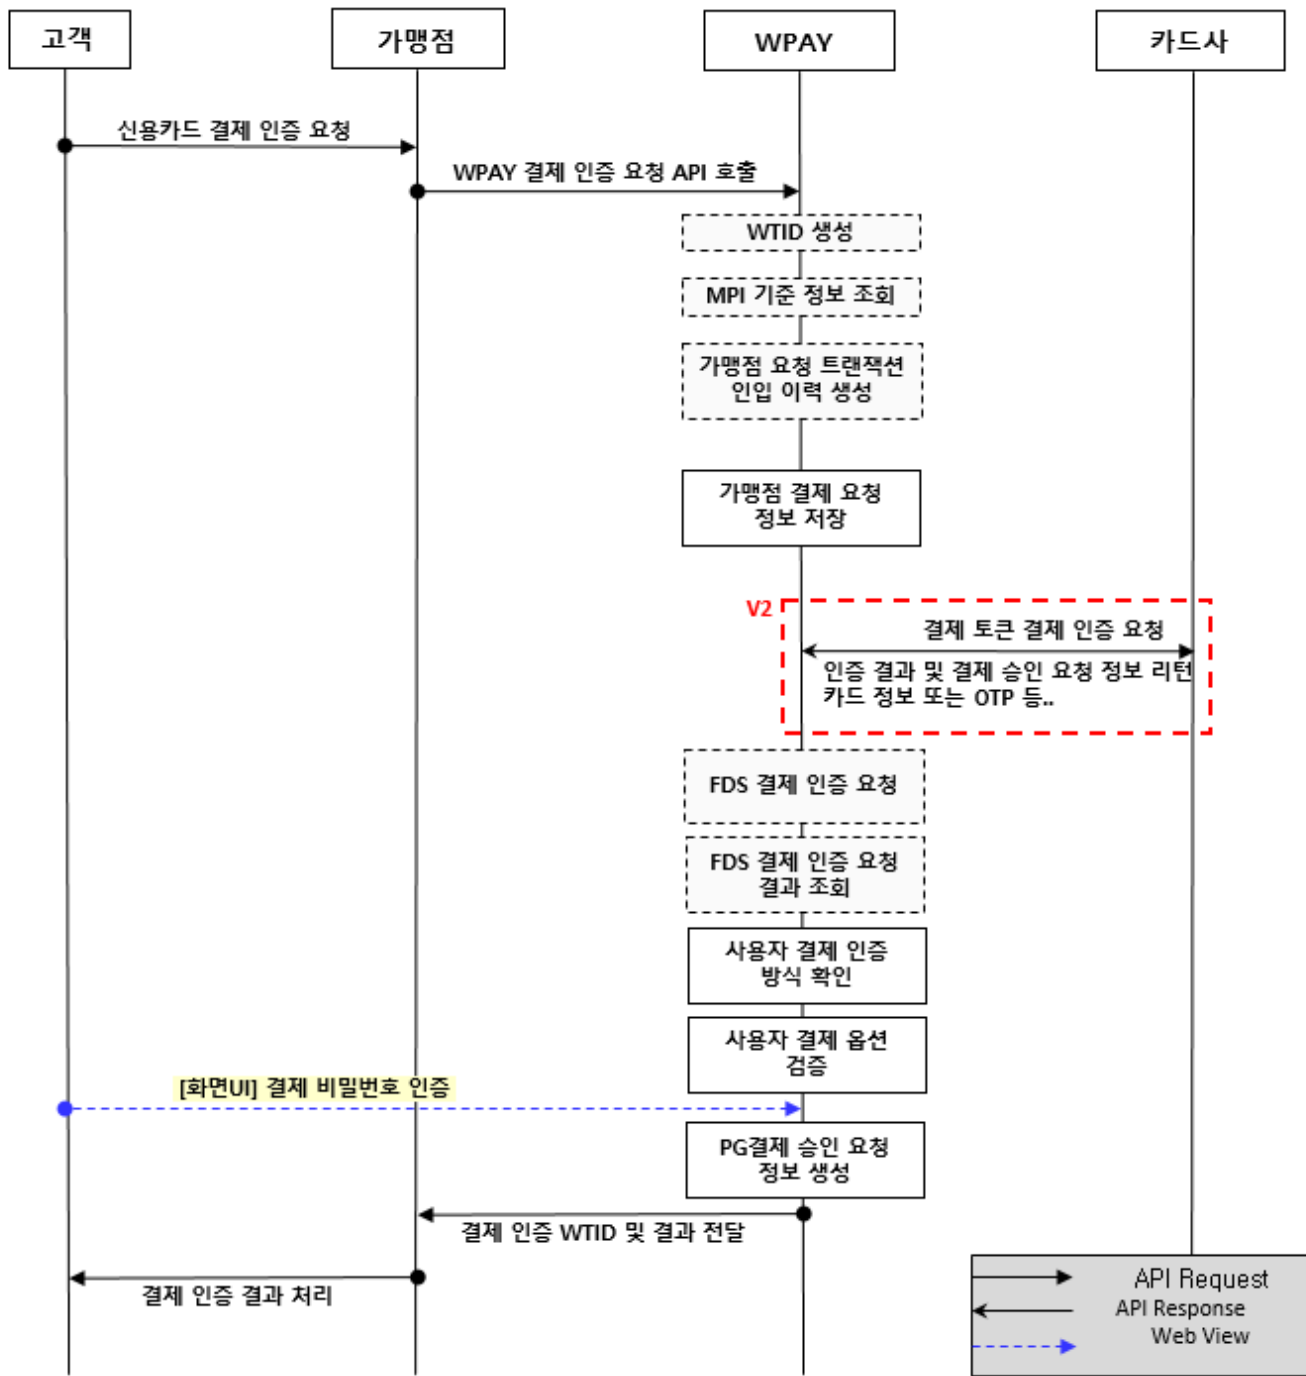 고객
가맹점
WPAY
카드사
신용카드 결제 인증 요청
WPAY 결제 인증 요청 API 호출
WTID 생성
MPI 기준 정보 조회
가맹점 요청 트랜잭션
인입 이력 생성
가맹점 결제 요청
정보 저장
V2
결제 토큰 결제 인증 요청
인증 결과 및 결제 승인 요청 정보 리턴
카드 정보 또는 OTP 등..
FDS 결제 인증 요청
FDS 결제 인증 요청
결과 조회
사용자 결제 인증
방식 확인
사용자 결제 옵션
검증
[화면UI] 결제 비밀번호 인증
PG결제 승인 요청
정보 생성
결제 인증 WTID 및 결과 전달
결제 인증 결과 처리
API Request
API Response
Web View